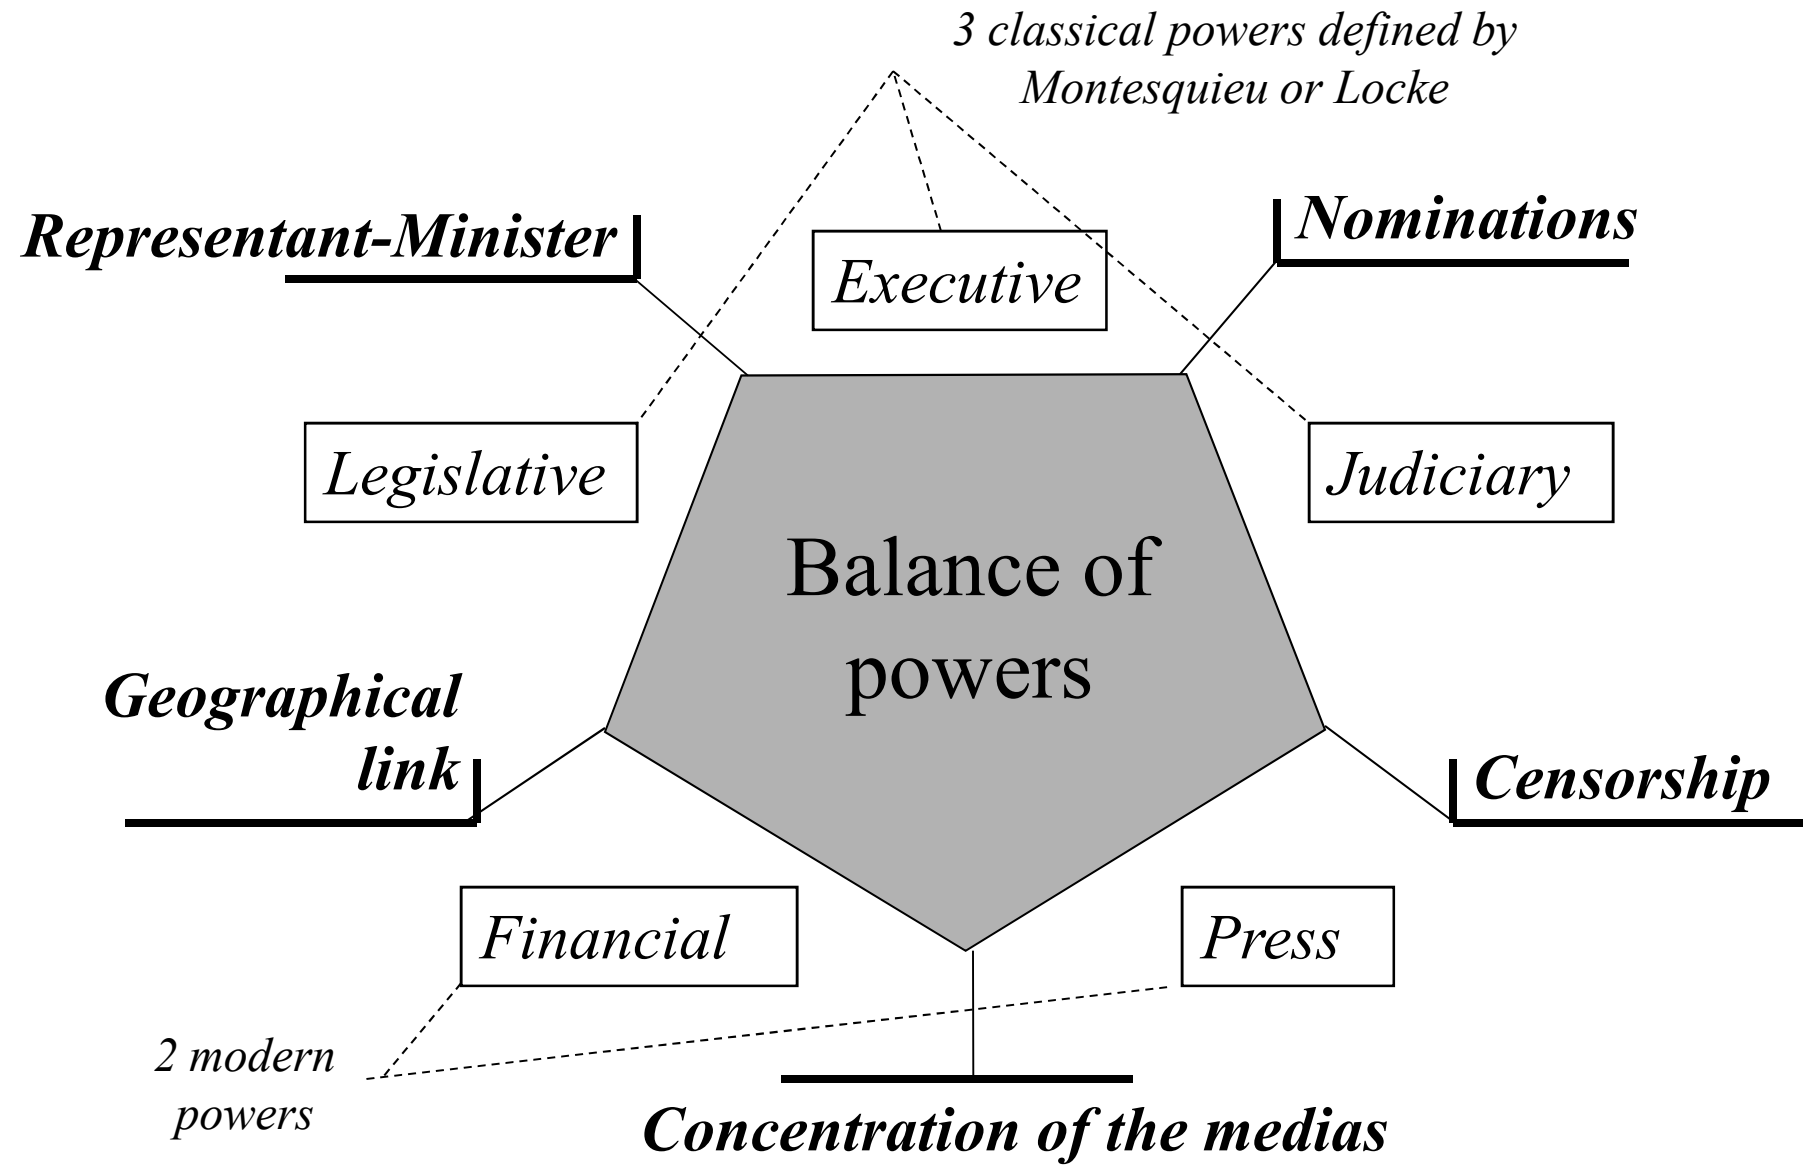 3 classical powers defined by
Montesquieu or Locke
Representant-Minister
Nominations
Executive
Legislative
Judiciary
Balance of
powers
Geographical
link
Censorship
Financial
Press
2 modern
powers
Concentration of the medias